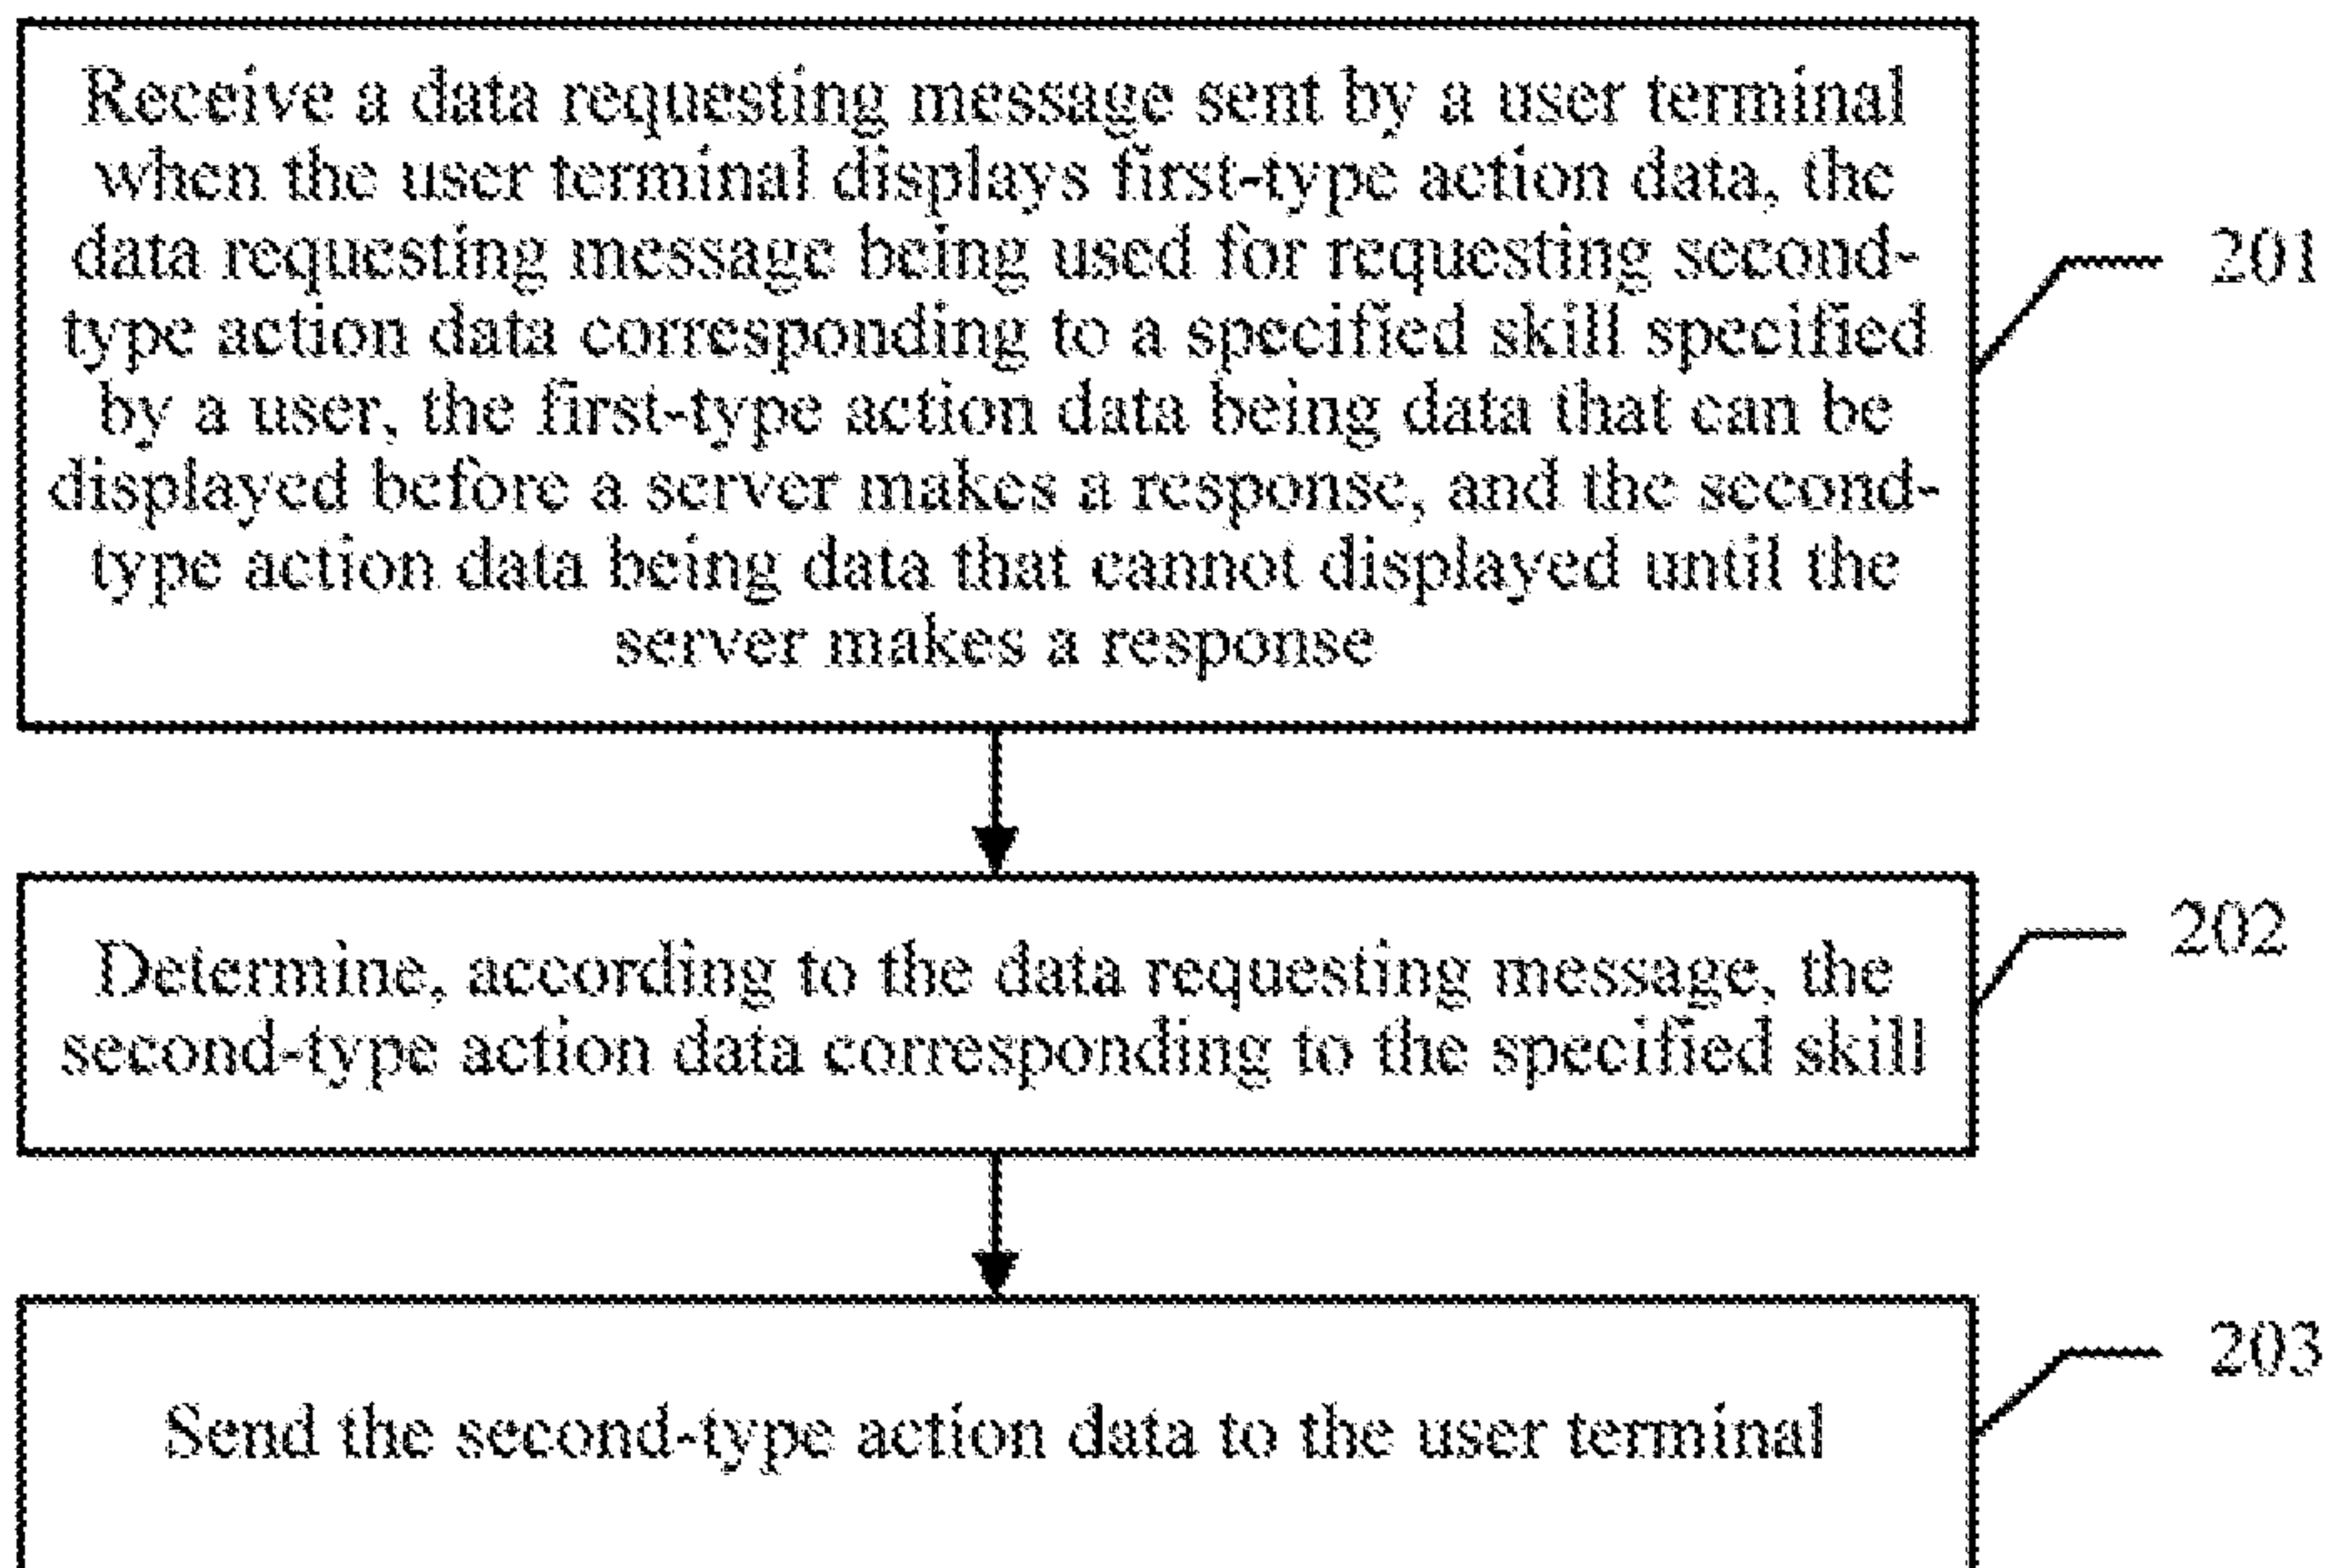 Receive a data requesting message sent by a user terminal
when the user terminal displays first-type action data, the
data requesting message being used for requesting second-
type action data corresponding to a specified skill specified
by a user, the first-type action data being data that can be
displayed before a server makes a response, and the second-
type action data being data that cannot displayed until the
server makes a response
201
Determine, according to the data requesting message, the
second-type action data corresponding to the specified skill
202
Send the second-type action data to the user terminal
203